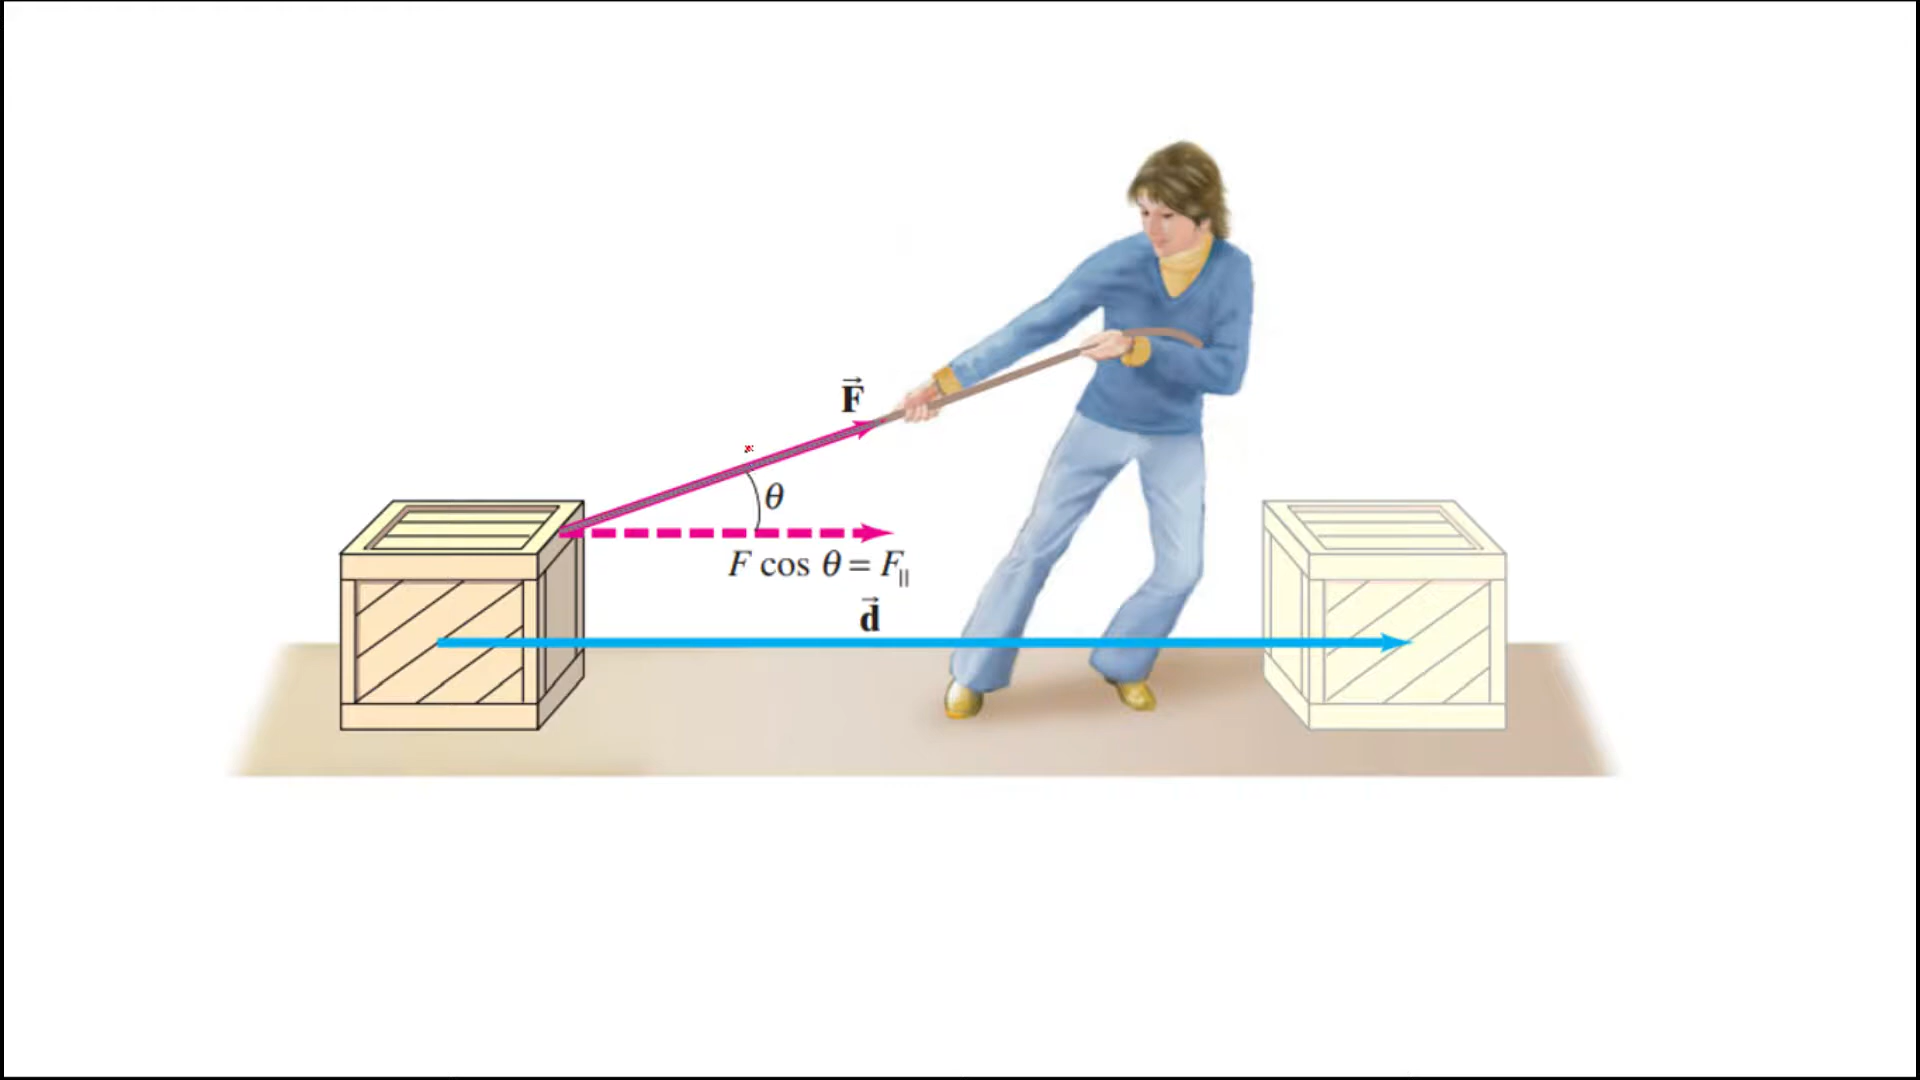 F⃗
θ
F cos θ = F||
d⃗